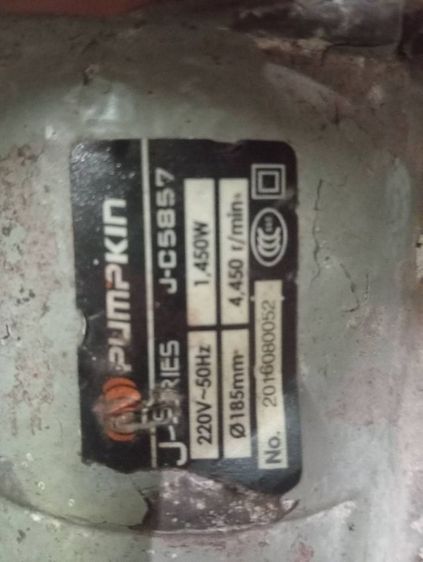 PUMPKIN
J-SERIES J-C5857
220V~50Hz 1,450W
Ø185mm 4,450 r/min
No. 2016080052